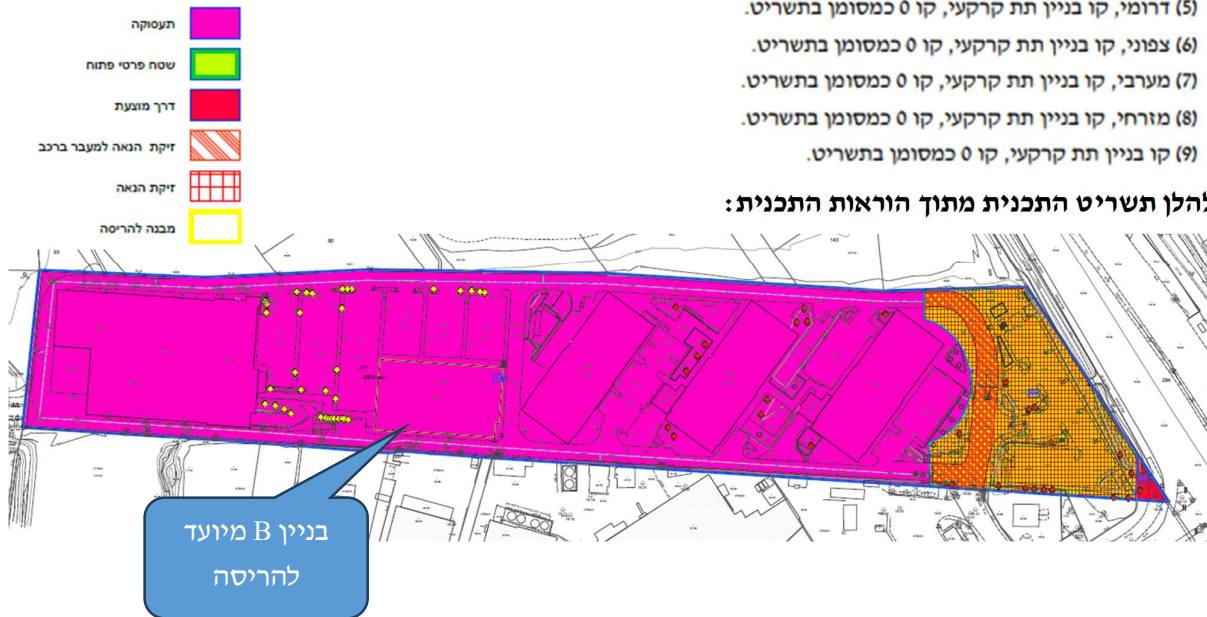 (5) דרומי, קו בניין תת קרקעי, קו 0 כמסומן בתשריט.
(6) צפוני, קו בניין תת קרקעי, קו 0 כמסומן בתשריט.
(7) מערבי, קו בניין תת קרקעי, קו 0 כמסומן בתשריט.
(8) מזרחי, קו בניין תת קרקעי, קו 0 כמסומן בתשריט.
(9) קו בניין תת קרקעי, קו 0 כמסומן בתשריט.
להלן תשריט התכנית מתוך הוראות התכנית:
תעסוקה
שטח פרטי פתוח
דרך מוצעת
זיקת הנאה למעבר ברכב
זיקת הנאה
מבנה להריסה
93
90
143
בניין B מיועד
להריסה